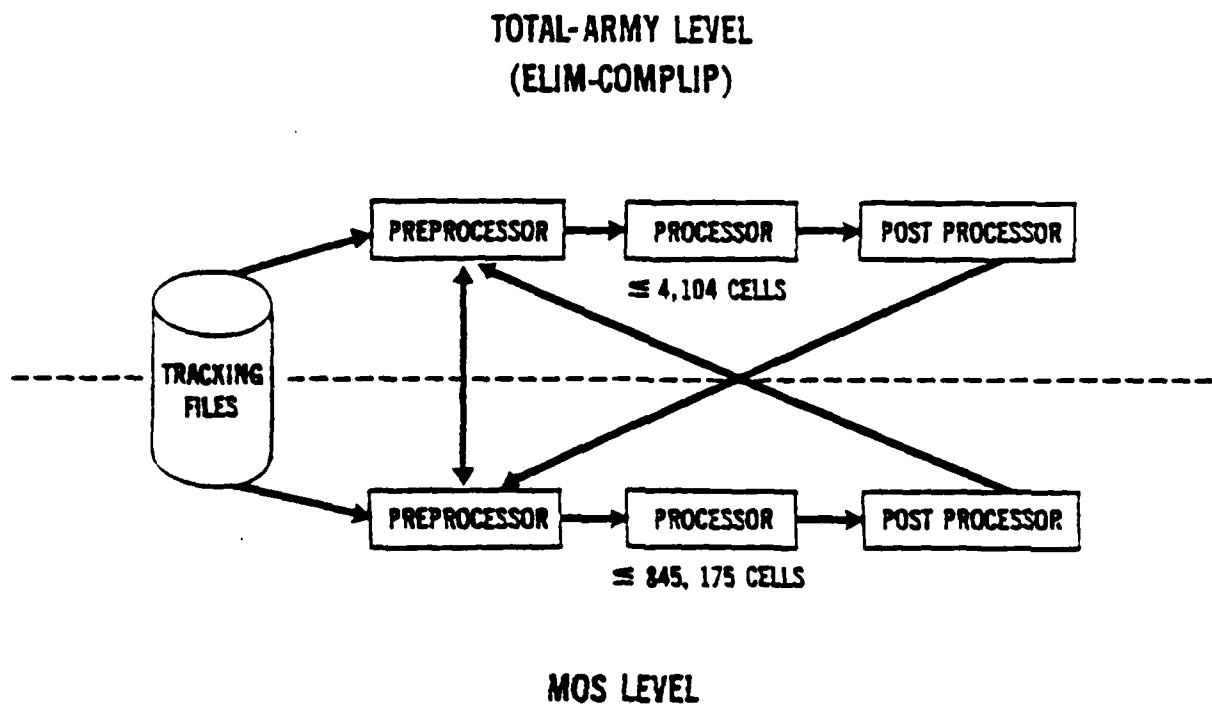 TOTAL-ARMY LEVEL
(ELIM-COMPLIP)
PREPROCESSOR
PROCESSOR
POST PROCESSOR
≤ 4,104 CELLS
TRACKING
FILES
PREPROCESSOR
PROCESSOR
POST PROCESSOR
≤ 845, 175 CELLS
MOS LEVEL